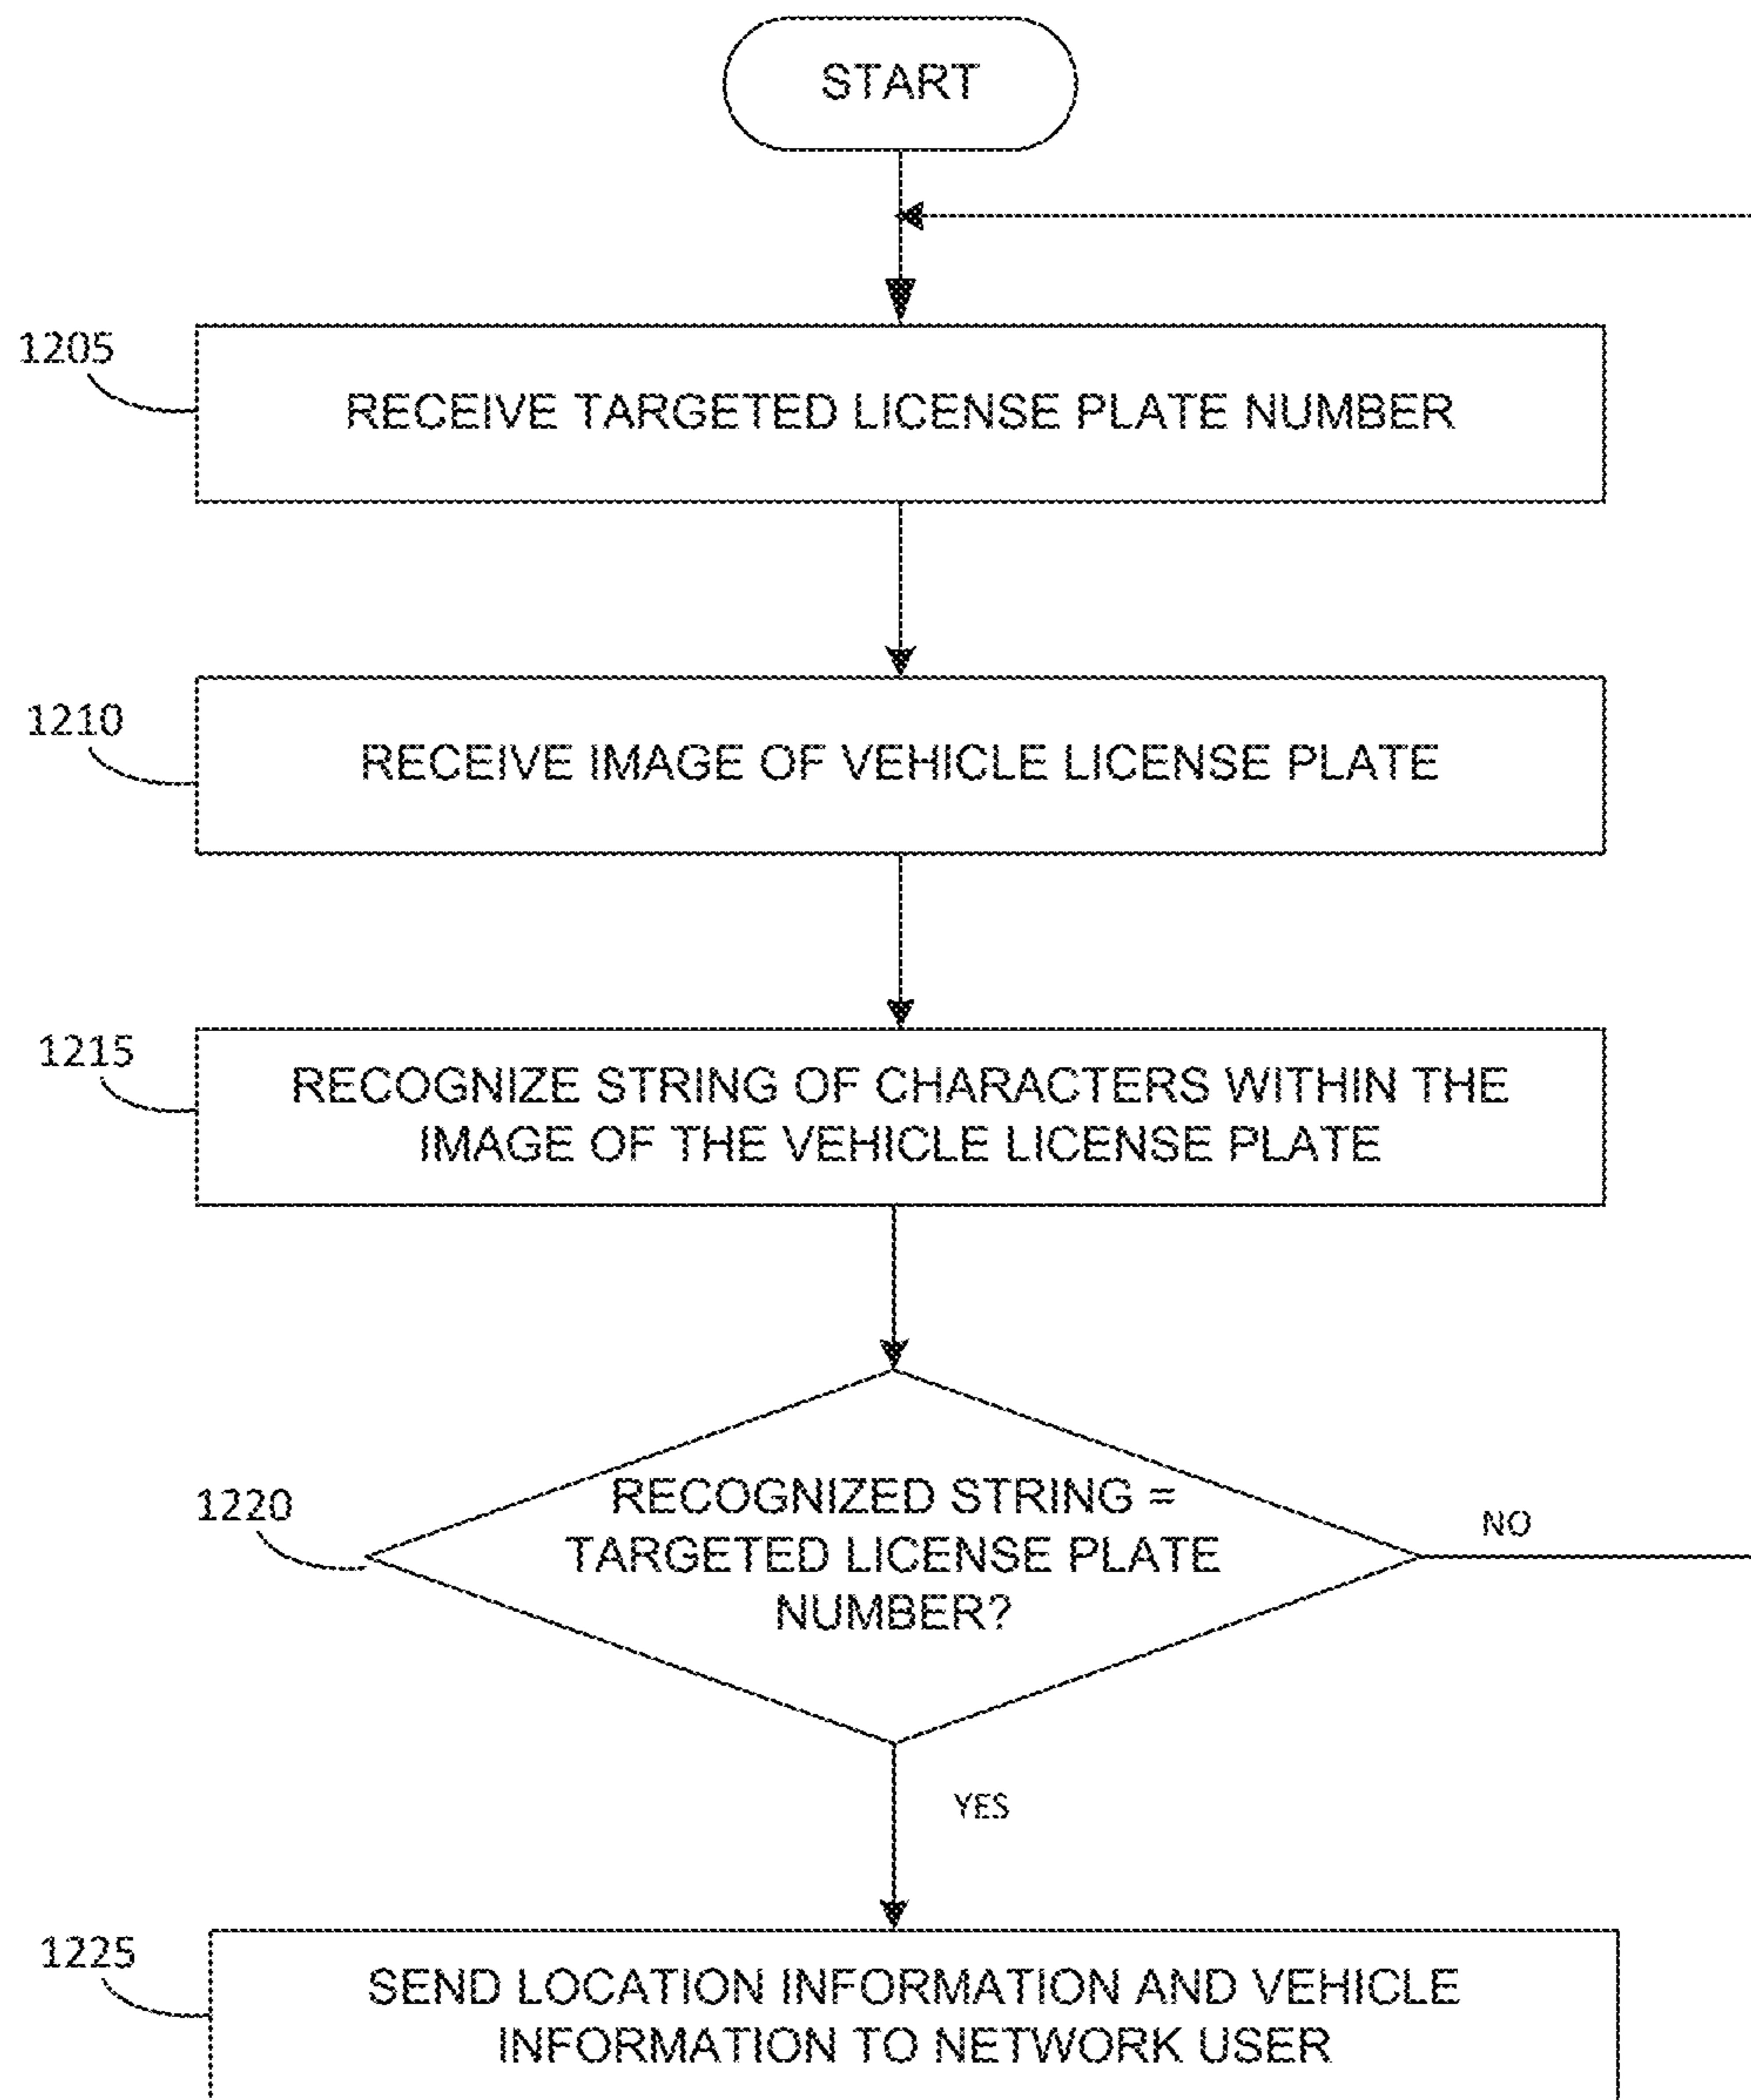 START
1205
RECEIVE TARGETED LICENSE PLATE NUMBER
1210
RECEIVE IMAGE OF VEHICLE LICENSE PLATE
1215
RECOGNIZE STRING OF CHARACTERS WITHIN THE
IMAGE OF THE VEHICLE LICENSE PLATE
1220
RECOGNIZED STRING =
TARGETED LICENSE PLATE
NUMBER?
NO
YES
1225
SEND LOCATION INFORMATION AND VEHICLE
INFORMATION TO NETWORK USER